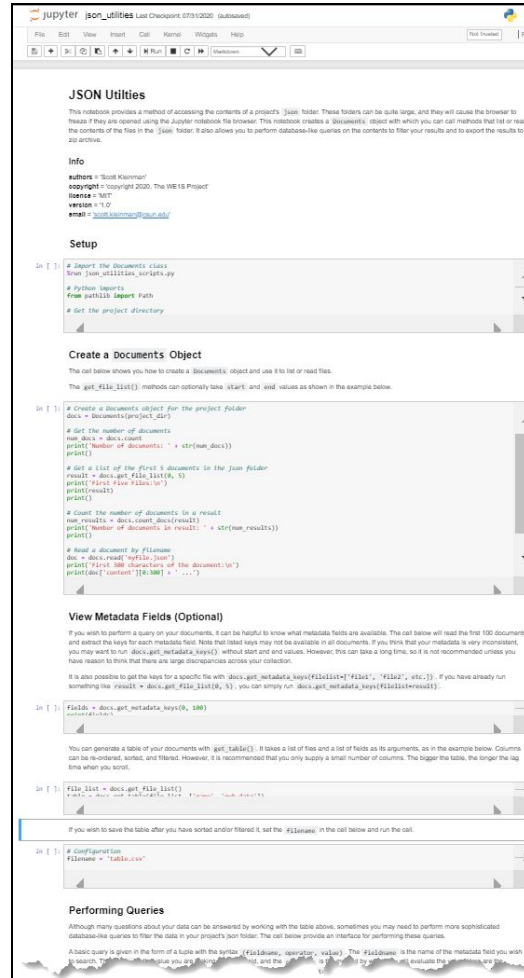 jupyter json_utilities Last Checkpoint: 07/31/2020 (autosaved)
File Edit View Insert Cell Kernel Widgets Help
Not Trusted
Run Markdown
JSON Utilties
This notebook provides a method of accessing the contents of a project's json folder. These folders can be quite large, and they will cause the browser to
freeze if they are opened using the Jupyter notebook file browser. This notebook creates a Documents object with which you can call methods that list or read
the contents of the files in the json folder. It also allows you to perform database-like queries on the contents to filter your results and to export the results to
zip archive.
Info
authors = 'Scott Kleinman'
copyright = 'copyright 2020, The WE1S Project'
license = 'MIT'
version = '1.0'
email = 'scott.kleinman@csun.edu'
Setup
In [ ]: # Import the Documents class
%run json_utilities_scripts.py
# Python imports
from pathlib import Path
# Get the project directory
Create a Documents Object
The cell below shows you how to create a Documents object and use it to list or read files.
The get_file_list() methods can optionally take start and end values as shown in the example below.
In [ ]: # Create a Documents object for the project folder
docs = Documents(project_dir)
# Get the number of documents
num_docs = docs.count
print('Number of documents: ' + str(num_docs))
print()
# Get a list of the first 5 documents in the json folder
result = docs.get_file_list(0, 5)
print('First Five Files:\n')
print(result)
print()
# Count the number of documents in a result
num_results = docs.count_docs(result)
print('Number of documents in result: ' + str(num_results))
print()
# Read a document by filename
doc = docs.read('myfile.json')
print('First 300 characters of the document:\n')
print(doc['content'][0:300] + ' ...')
View Metadata Fields (Optional)
If you wish to perform a query on your documents, it can be helpful to know what metadata fields are available. The cell below will read the first 100 document
and extract the keys for each metadata field. Note that listed keys may not be available in all documents. If you think that your metadata is very inconsistent,
you may want to run docs.get_metadata_keys() without start and end values. However, this can take a long time, so it is not recommended unless you
have reason to think that there are large discrepancies across your collection.
It is also possible to get the keys for a specific file with docs.get_metadata_keys(filelist=['file1', 'file2', etc.]). If you have already run
something like result = docs.get_file_list(0, 5), you can simply run docs.get_metadata_keys(filelist=result).
In [ ]: fields = docs.get_metadata_keys(0, 100)
print(fields)
You can generate a table of your documents with get_table(). It takes a list of files and a list of fields as its arguments, as in the example below. Columns
can be re-ordered, sorted, and filtered. However, it is recommended that you only supply a small number of columns. The bigger the table, the longer the lag
time when you scroll.
In [ ]: file_list = docs.get_file_list()
table = docs.get_table(file_list, ['name', 'pub_date'])
If you wish to save the table after you have sorted and/or filtered it, set the filename in the cell below and run the cell.
In [ ]: # Configuration
filename = 'table.csv'
Performing Queries
Although many questions about your data can be answered by working with the table above, sometimes you may need to perform more sophisticated
database-like queries to filter the data in your project's json folder. The cell below provide an interface for performing these queries.
A basic query is given in the form of a tuple with the syntax (fieldname, operator, value). The fieldname is the name of the metadata field you wish
to search.